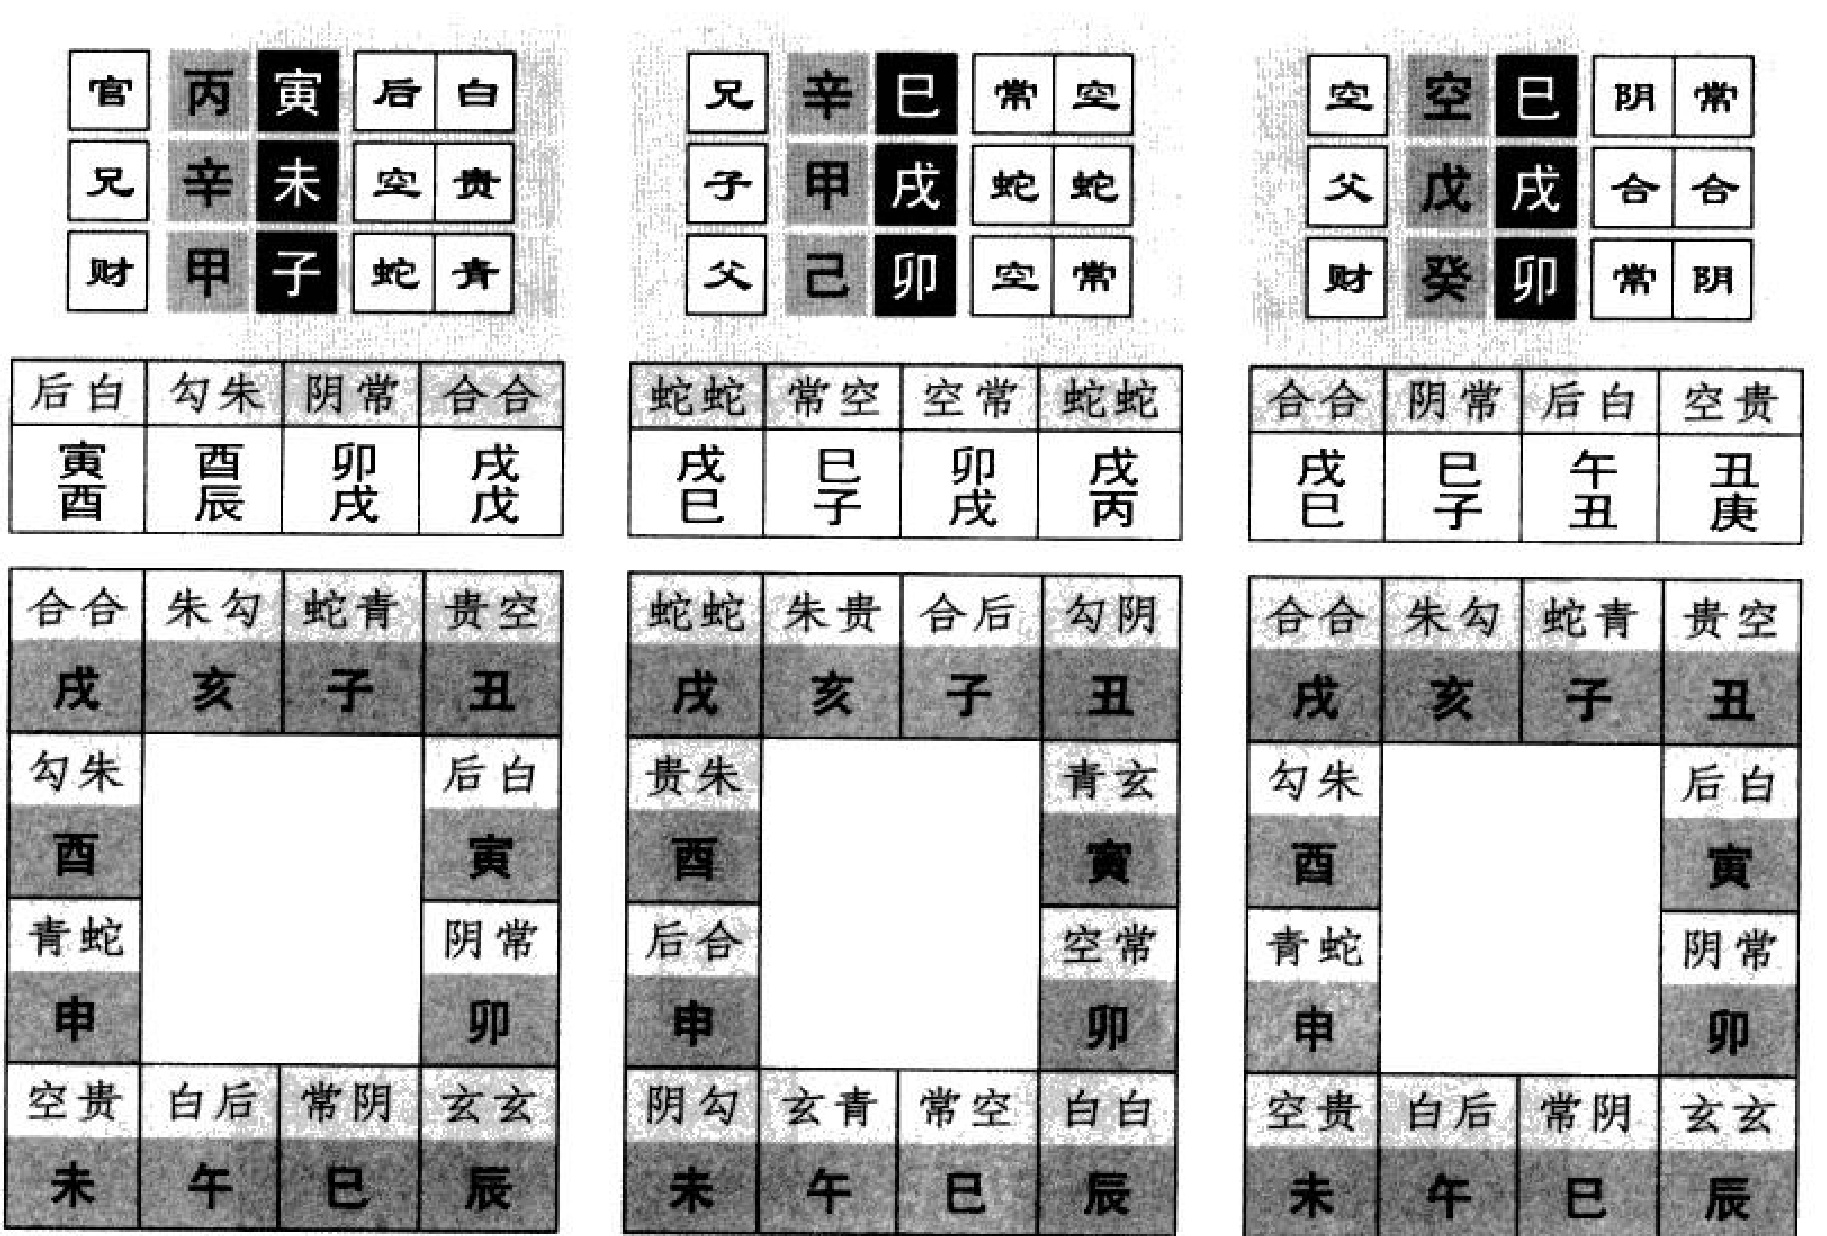 官 丙 寅 后 白
兄 辛 未 空 贵
财 甲 子 蛇 青
后白 勾朱 阴常 合合
寅 酉 卯 戌
酉 辰 戌 戊
合合 朱勾 蛇青 贵空
戌 亥 子 丑
勾朱 后白
酉 寅
青蛇 阴常
申 卯
空贵 白后 常阴 玄玄
未 午 巳 辰
兄 辛 巳 常 空
子 甲 戌 蛇 蛇
父 己 卯 空 常
蛇蛇 常空 空常 蛇蛇
戌 巳 卯 戌
巳 子 戌 丙
蛇蛇 朱贵 合后 勾阴
戌 亥 子 丑
贵朱 青玄
酉 寅
后合 空常
申 卯
阴勾 玄青 常空 白白
未 午 巳 辰
空 空 巳 阴 常
父 戊 戌 合 合
财 癸 卯 常 阴
合合 阴常 后白 空贵
戌 巳 午 丑
巳 子 丑 庚
合合 朱勾 蛇青 贵空
戌 亥 子 丑
勾朱 后白
酉 寅
青蛇 阴常
申 卯
空贵 白后 常阴 玄玄
未 午 巳 辰